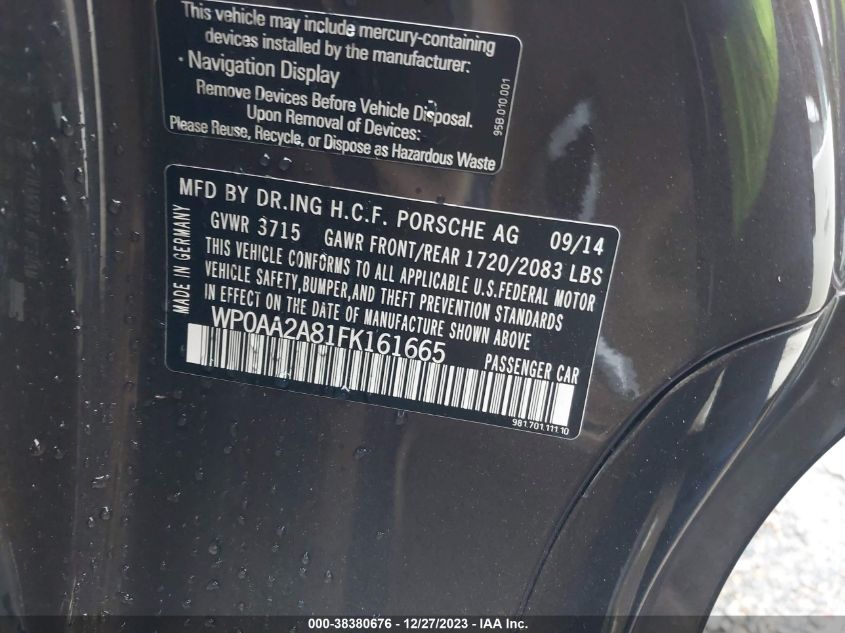 This vehicle may include mercury-containing
devices installed by the manufacturer:
· Navigation Display
Remove Devices Before Vehicle Disposal.
Upon Removal of Devices:
Please Reuse, Recycle, or Dispose as Hazardous Waste
95B 010 001
MFD BY DR.ING H.C.F. PORSCHE AG 09/14
GVWR 3715 GAWR FRONT/REAR 1720/2083 LBS
THIS VEHICLE CONFORMS TO ALL APPLICABLE U.S.FEDERAL MOTOR
VEHICLE SAFETY,BUMPER,AND THEFT PREVENTION STANDARDS
IN EFFECT ON THE DATE OF MANUFACTURE SHOWN ABOVE
MADE IN GERMANY
WP0AA2A81FK161665
PASSENGER CAR
981.701.111 10
000-38380676 - 12/27/2023 - IAA Inc.